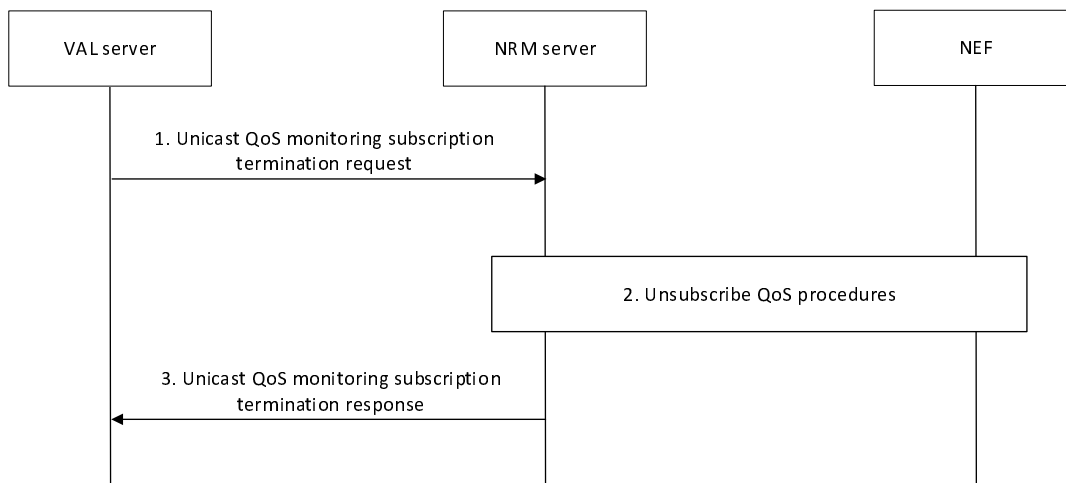 VAL server
NRM server
NEF
1. Unicast QoS monitoring subscription
termination request
2. Unsubscribe QoS procedures
3. Unicast QoS monitoring subscription
termination response